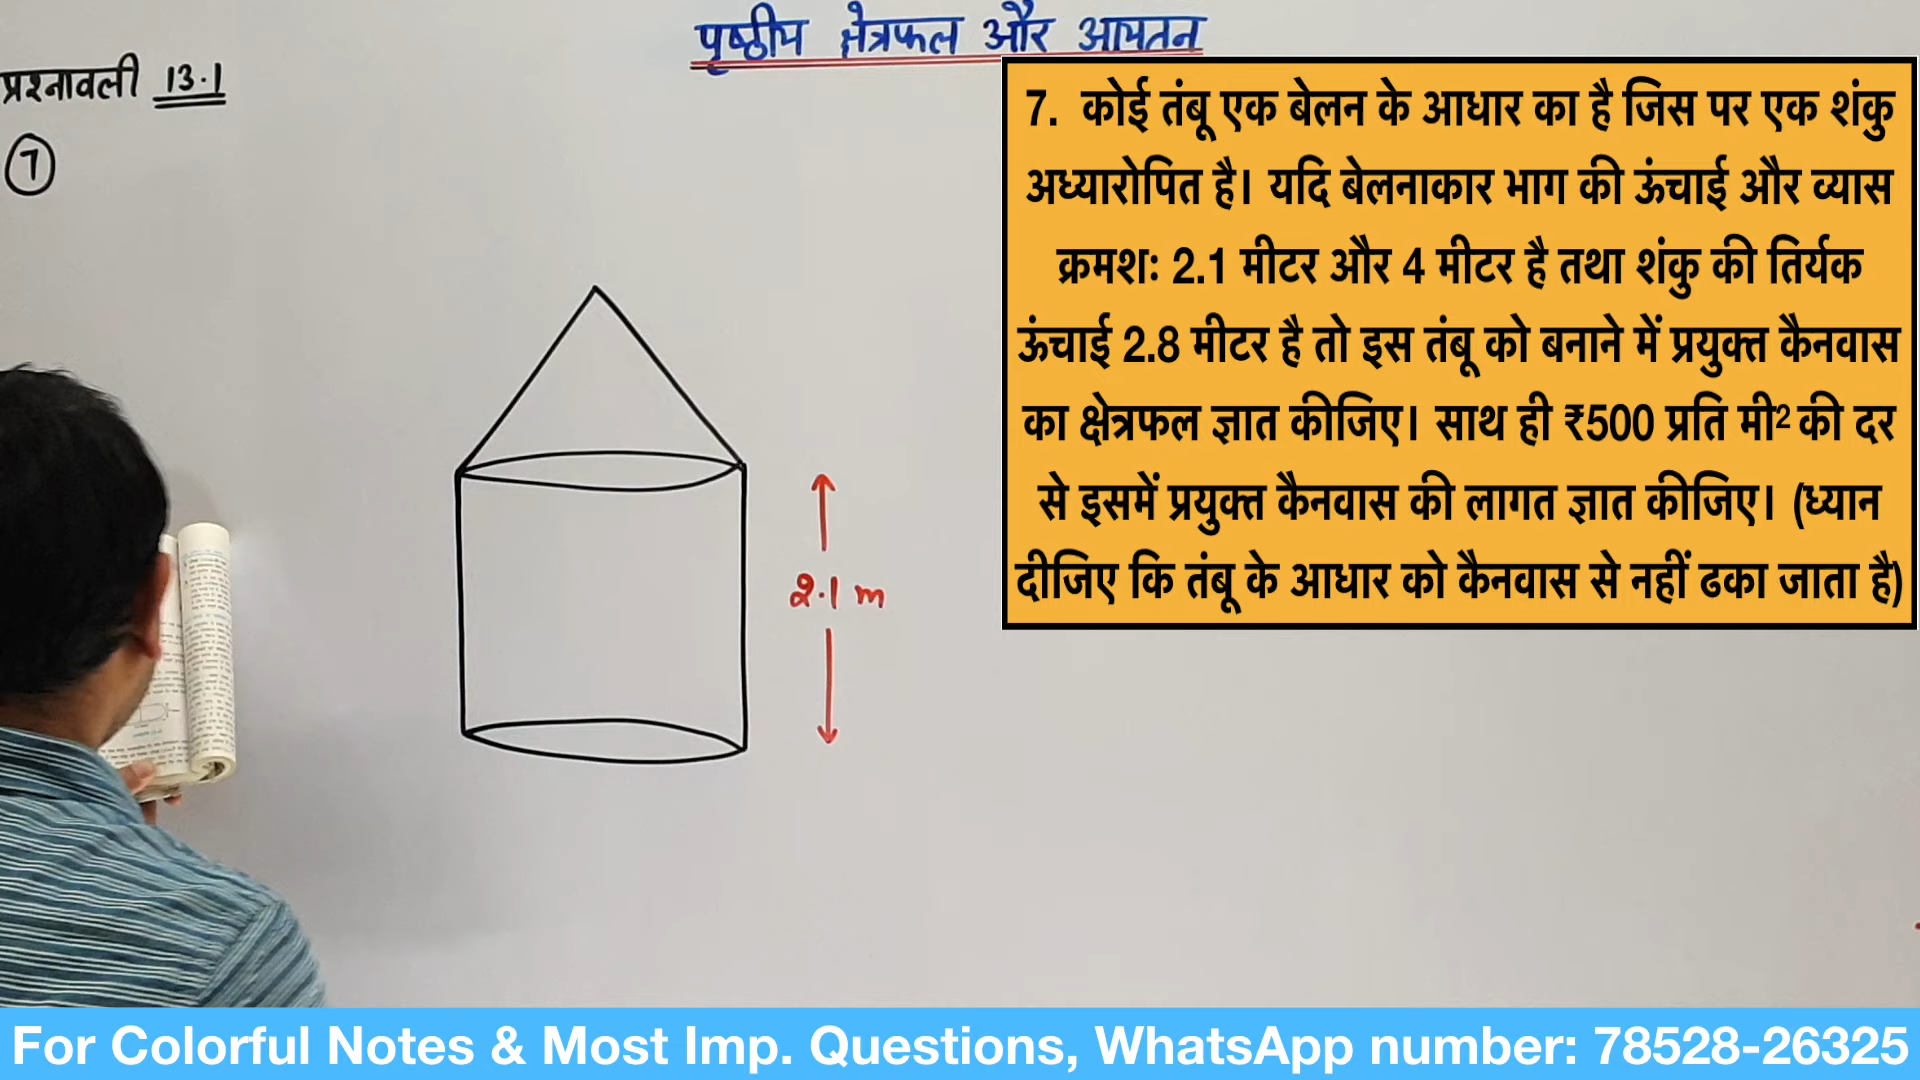 पृष्ठीय क्षेत्रफल और आयतन
प्रश्नावली 13.1
7
7. कोई तंबू एक बेलन के आधार का है जिस पर एक शंकु
अध्यारोपित है। यदि बेलनाकार भाग की ऊंचाई और व्यास
क्रमशः 2.1 मीटर और 4 मीटर है तथा शंकु की तिर्यक
ऊंचाई 2.8 मीटर है तो इस तंबू को बनाने में प्रयुक्त कैनवास
का क्षेत्रफल ज्ञात कीजिए। साथ ही ₹500 प्रति मी² की दर
से इसमें प्रयुक्त कैनवास की लागत ज्ञात कीजिए। (ध्यान
दीजिए कि तंबू के आधार को कैनवास से नहीं ढका जाता है)
2.1 m
For Colorful Notes & Most Imp. Questions, WhatsApp number: 78528-26325